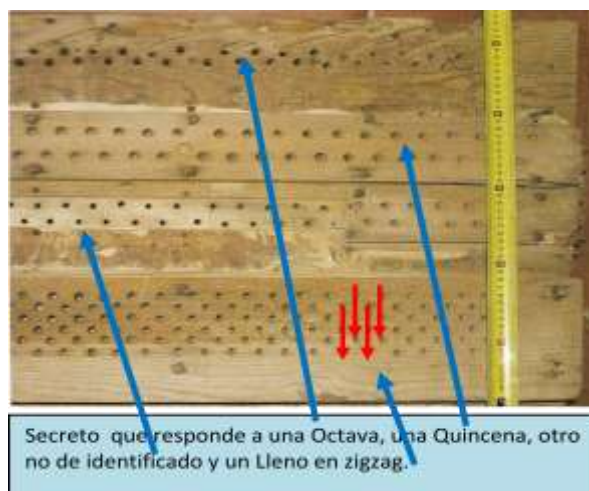 Secreto que responde a una Octava, una Quincena, otro
no de identificado y un Lleno en zigzag.